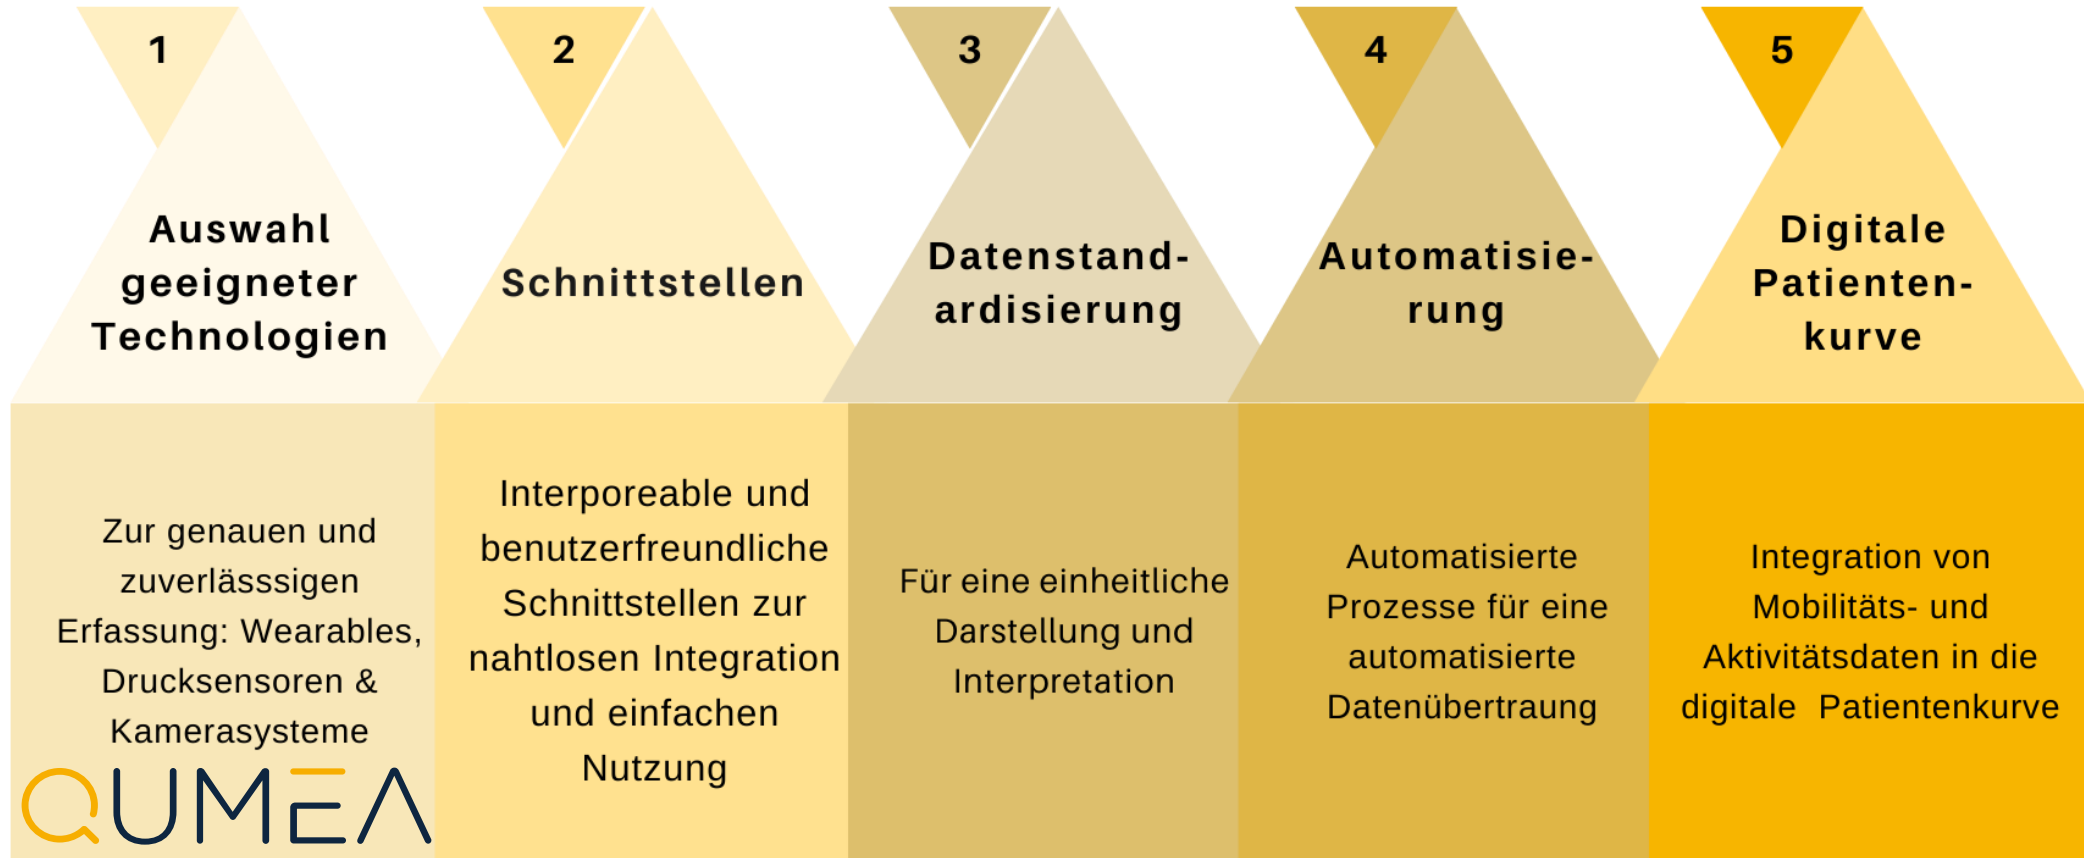 1
Auswahl
geeigneter
Technologien
Zur genauen und
zuverlässsigen
Erfassung: Wearables,
Drucksensoren &
Kamerasysteme
QUMEA
2
Schnittstellen
Interporeable und
benutzerfreundliche
Schnittstellen zur
nahtlosen Integration
und einfachen
Nutzung
3
Datenstand-
ardisierung
Für eine einheitliche
Darstellung und
Interpretation
4
Automatisie-
rung
Automatisierte
Prozesse für eine
automatisierte
Datenübertraung
5
Digitale
Patienten-
kurve
Integration von
Mobilitäts- und
Aktivitätsdaten in die
digitale  Patientenkurve